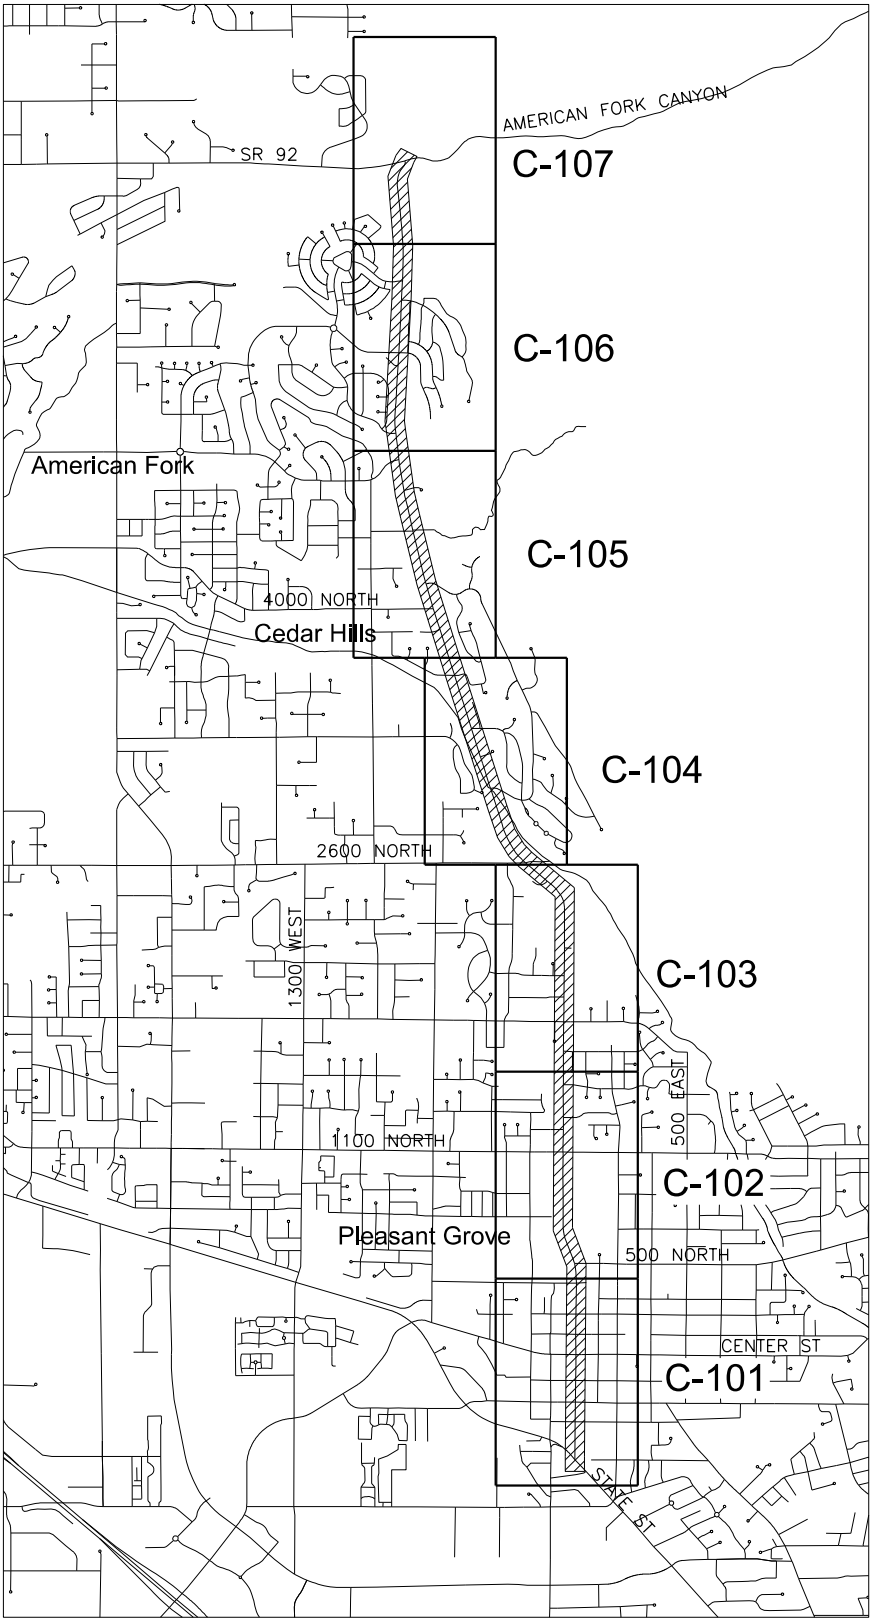 AMERICAN FORK CANYON
SR 92
C-107
C-106
American Fork
C-105
4000 NORTH
Cedar Hills
C-104
2600 NORTH
1300 WEST
C-103
500 EAST
1100 NORTH
C-102
Pleasant Grove
500 NORTH
CENTER ST
C-101
STATE ST